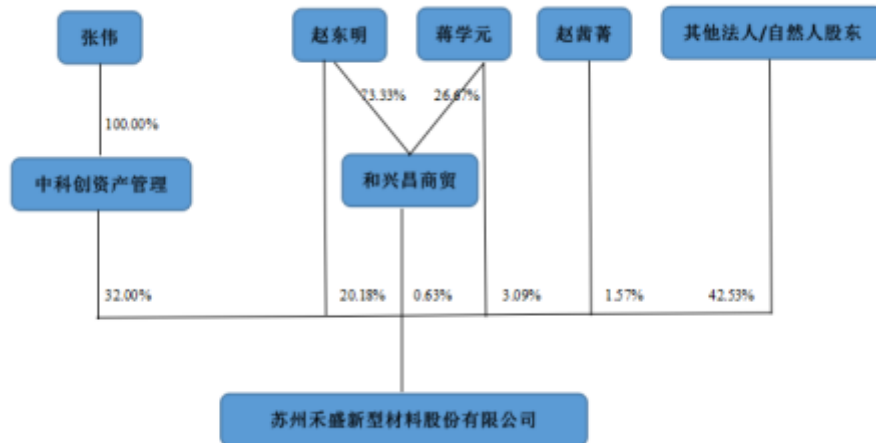 张伟
赵东明
蒋学元
赵茜菁
其他法人/自然人股东
73.33%
26.67%
100.00%
中科创资产管理
和兴昌商贸
32.00%
20.18%
0.63%
3.09%
1.57%
42.53%
苏州禾盛新型材料股份有限公司